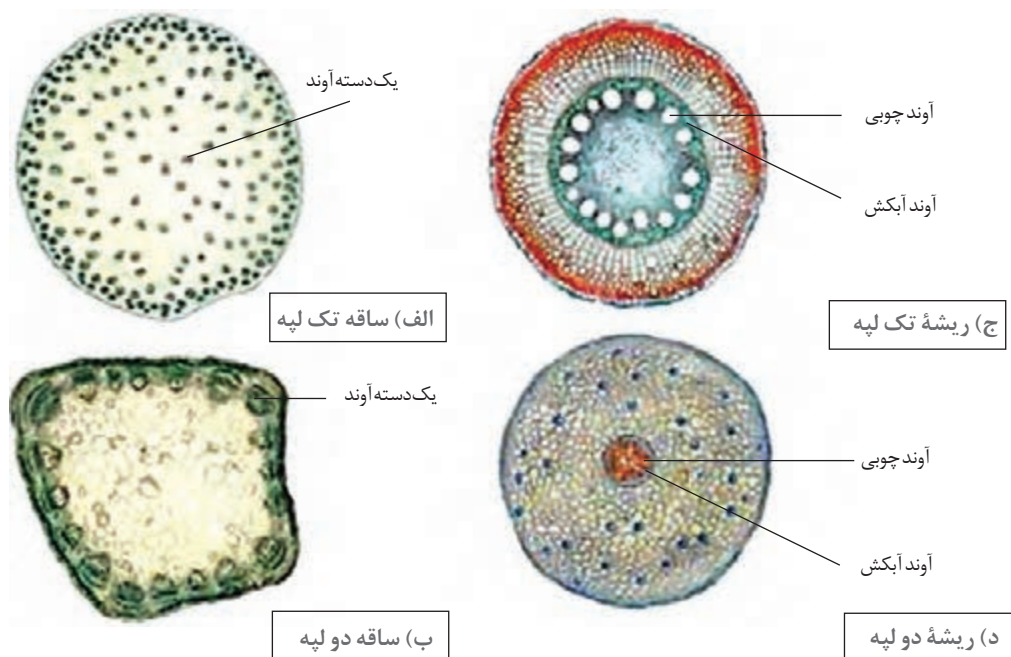 یک‌دسته‌آوند
الف) ساقه تک لپه
آوند چوبی
آوند آبکش
ج) ریشهٔ تک لپه
یک‌دسته‌آوند
ب) ساقه دو لپه
آوند چوبی
آوند آبکش
د) ریشهٔ دو لپه